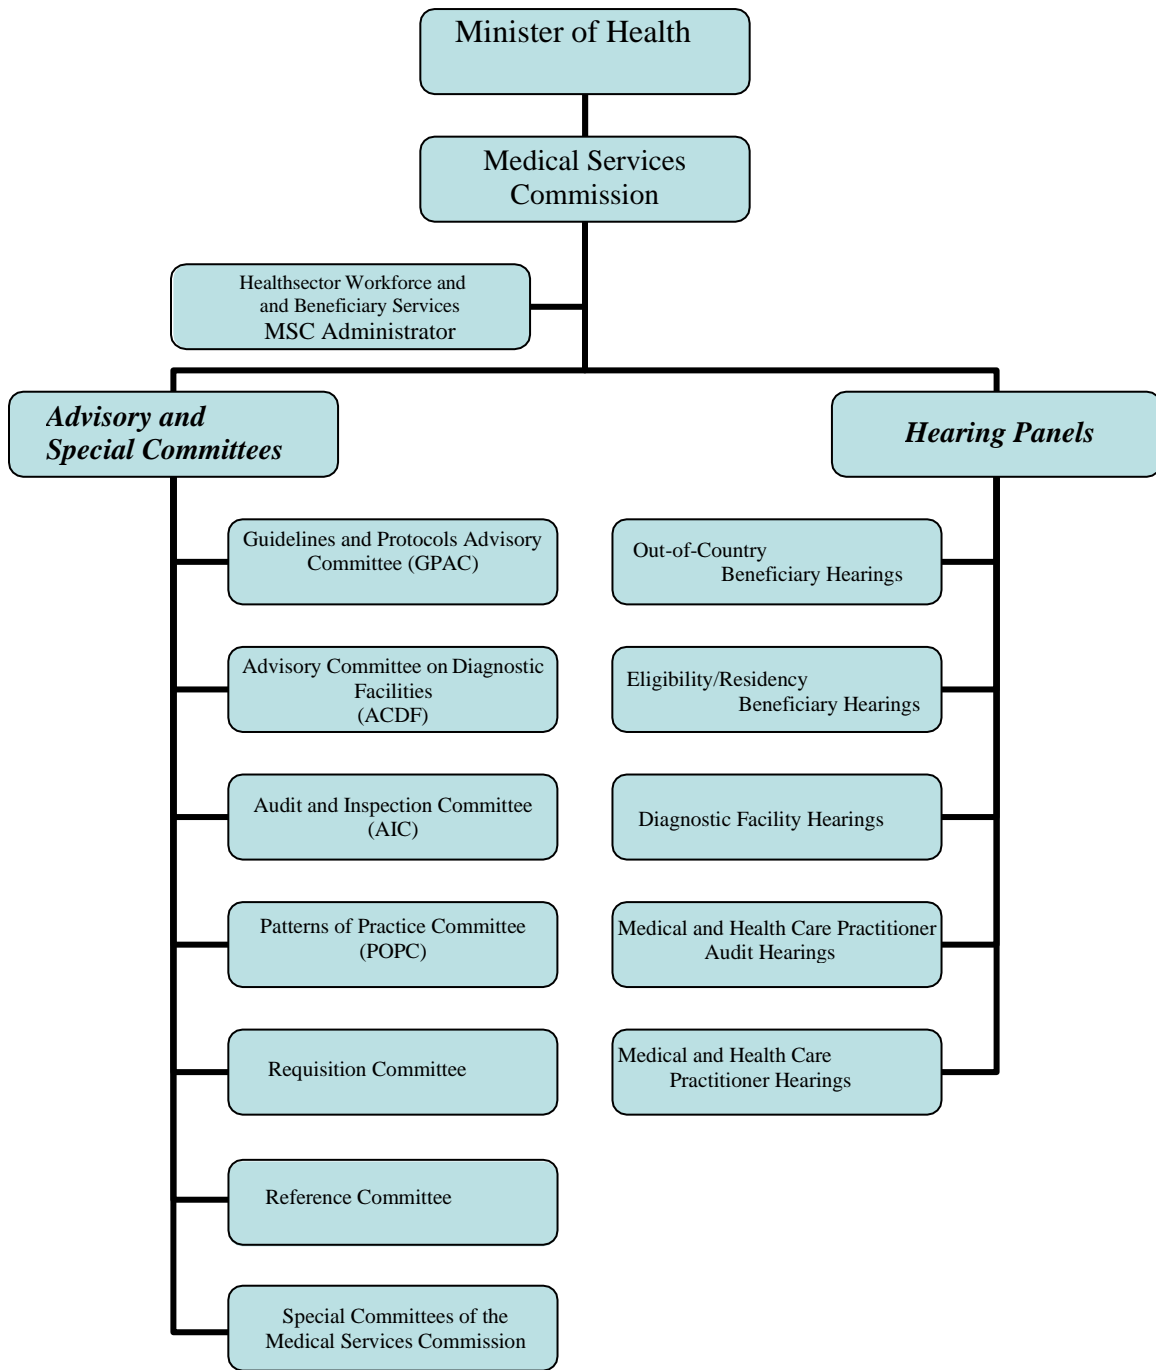 Minister of Health
Medical Services
Commission
Healthsector Workforce and
and Beneficiary Services
MSC Administrator
Advisory and
Special Committees
Hearing Panels
Guidelines and Protocols Advisory
Committee (GPAC)
Advisory Committee on Diagnostic
Facilities
(ACDF)
Audit and Inspection Committee
(AIC)
Patterns of Practice Committee
(POPC)
Requisition Committee
Reference Committee
Special Committees of the
Medical Services Commission
Out-of-Country
Beneficiary Hearings
Eligibility/Residency
Beneficiary Hearings
Diagnostic Facility Hearings
Medical and Health Care Practitioner
Audit Hearings
Medical and Health Care
Practitioner Hearings